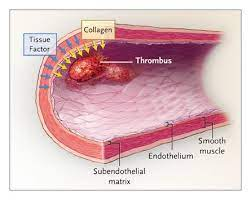 Collagen
Tissue
Factor
Thrombus
Smooth
muscle
Endothelium
Subendothelial
matrix